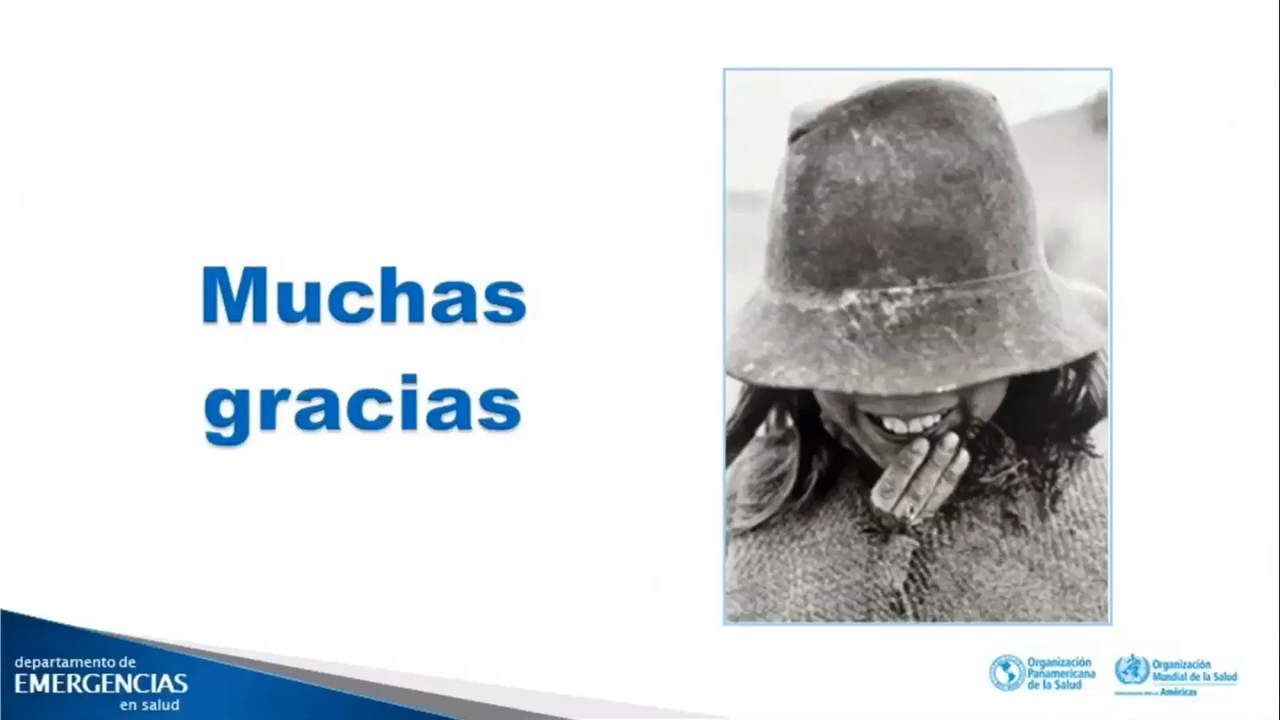 Muchas
gracias
departamento de
EMERGENCIAS
en salud
Organización
Panamericana
de la Salud
Organización
Mundial de la Salud
Américas